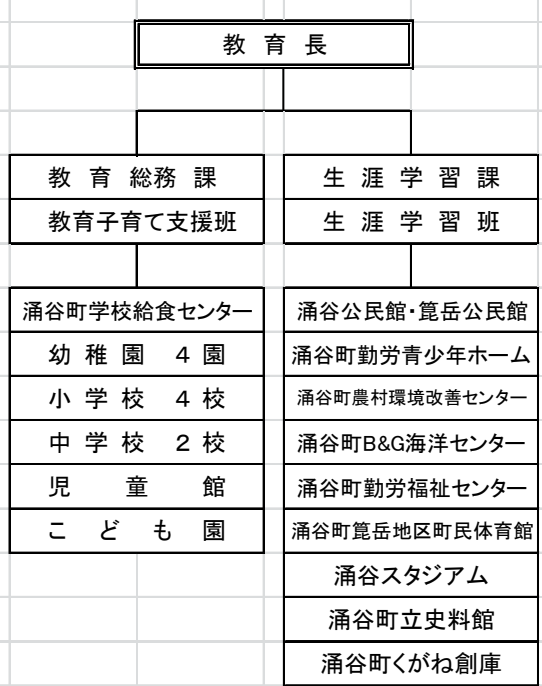 教育長
教育総務課
教育子育て支援班
涌谷町学校給食センター
幼稚園 4園
小学校 4校
中学校 2校
児童館
こども園
生涯学習課
生涯学習班
涌谷公民館・箟岳公民館
涌谷町勤労青少年ホーム
涌谷町農村環境改善センター
涌谷町B&G海洋センター
涌谷町勤労福祉センター
涌谷町箟岳地区町民体育館
涌谷スタジアム
涌谷町立史料館
涌谷町くがね創庫